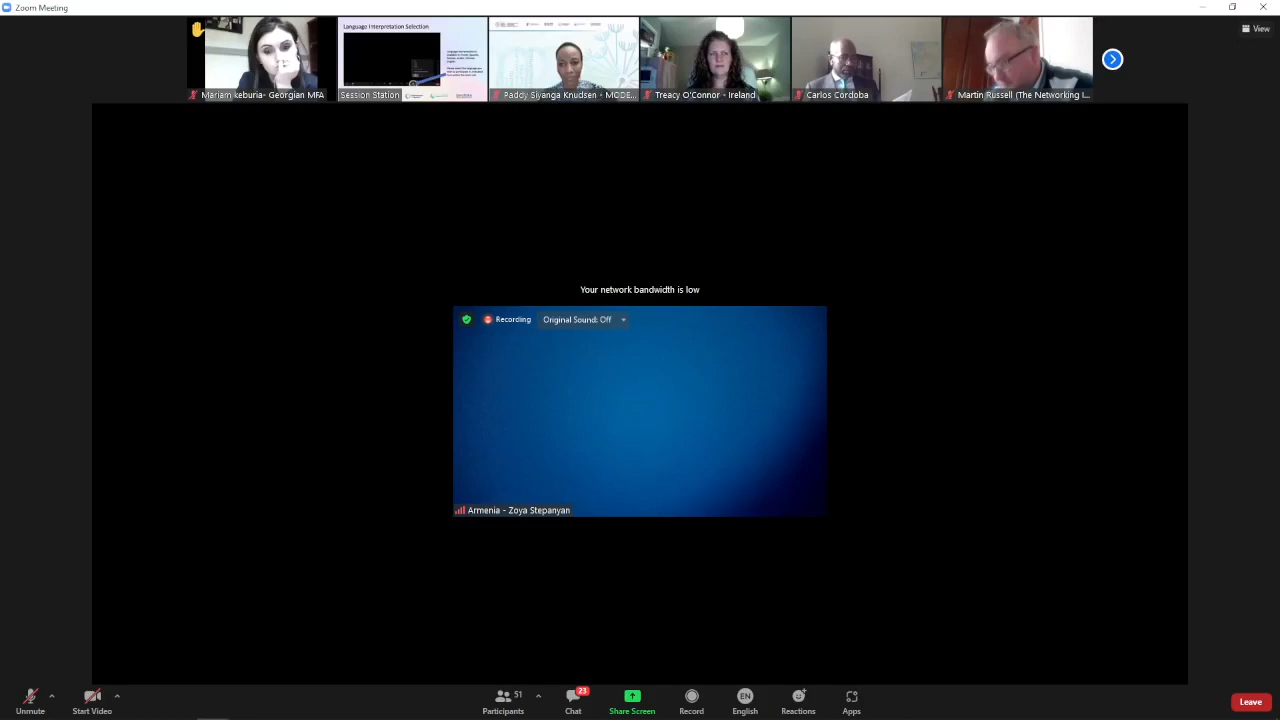 Zoom Meeting
View
Language Interpretation Selection
Mariam keburia- Georgian MFA
Session Station
Paddy Siyanga Knudsen - MODE...
Treacy O'Connor - Ireland
Carlos Cordoba
Martin Russell (The Networking I...
Your network bandwidth is low
Recording
Original Sound: Off
Armenia - Zoya Stepanyan
Unmute
Start Video
51
Participants
23
Chat
Share Screen
Record
EN
English
Reactions
Apps
Leave